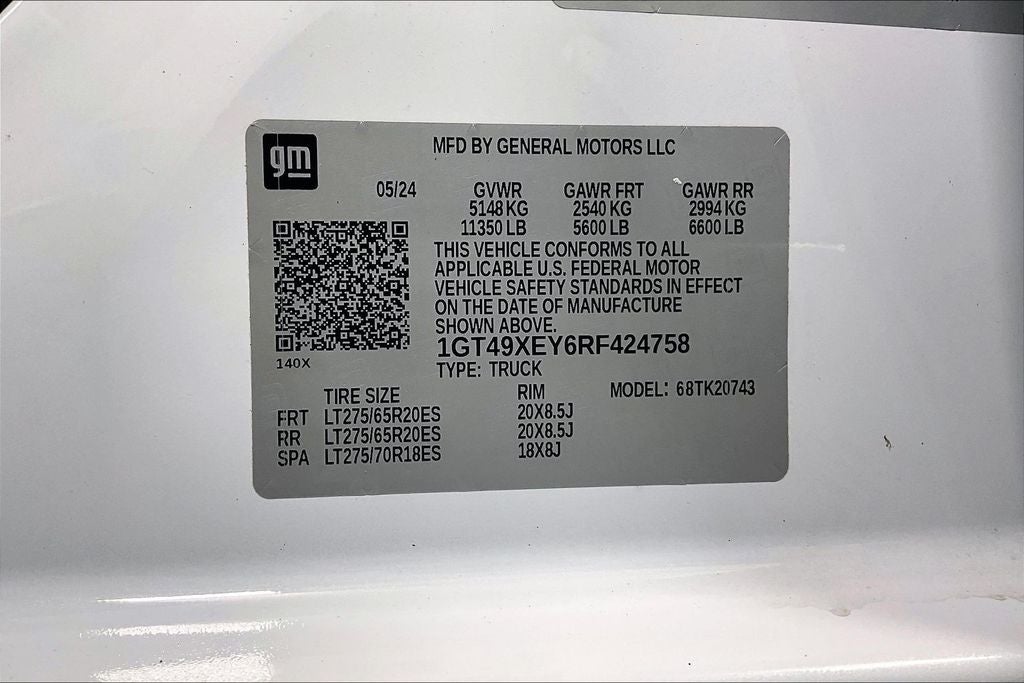 gm
MFD BY GENERAL MOTORS LLC
05/24 GVWR GAWR FRT GAWR RR
5148 KG 2540 KG 2994 KG
11350 LB 5600 LB 6600 LB
THIS VEHICLE CONFORMS TO ALL
APPLICABLE U.S. FEDERAL MOTOR
VEHICLE SAFETY STANDARDS IN EFFECT
ON THE DATE OF MANUFACTURE
SHOWN ABOVE.
1GT49XEY6RF424758
140X
TYPE: TRUCK
TIRE SIZE RIM MODEL: 68TK20743
FRT LT275/65R20ES 20X8.5J
RR LT275/65R20ES 20X8.5J
SPA LT275/70R18ES 18X8J